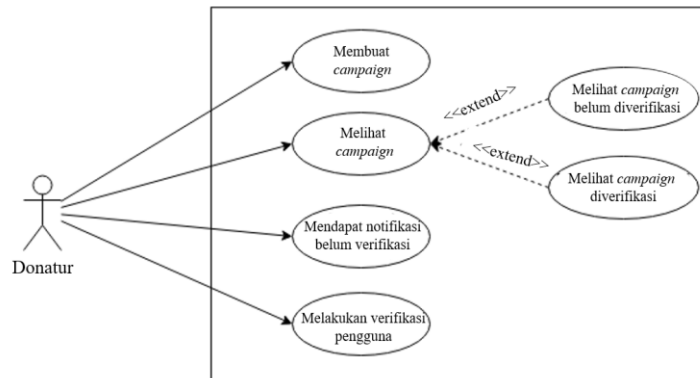 Membuat
campaign
<<extend>>
Melihat campaign
belum diverifikasi
Melihat
campaign
<<extend>>
Melihat campaign
diverifikasi
Mendapat notifikasi
belum verifikasi
Donatur
Melakukan verifikasi
pengguna